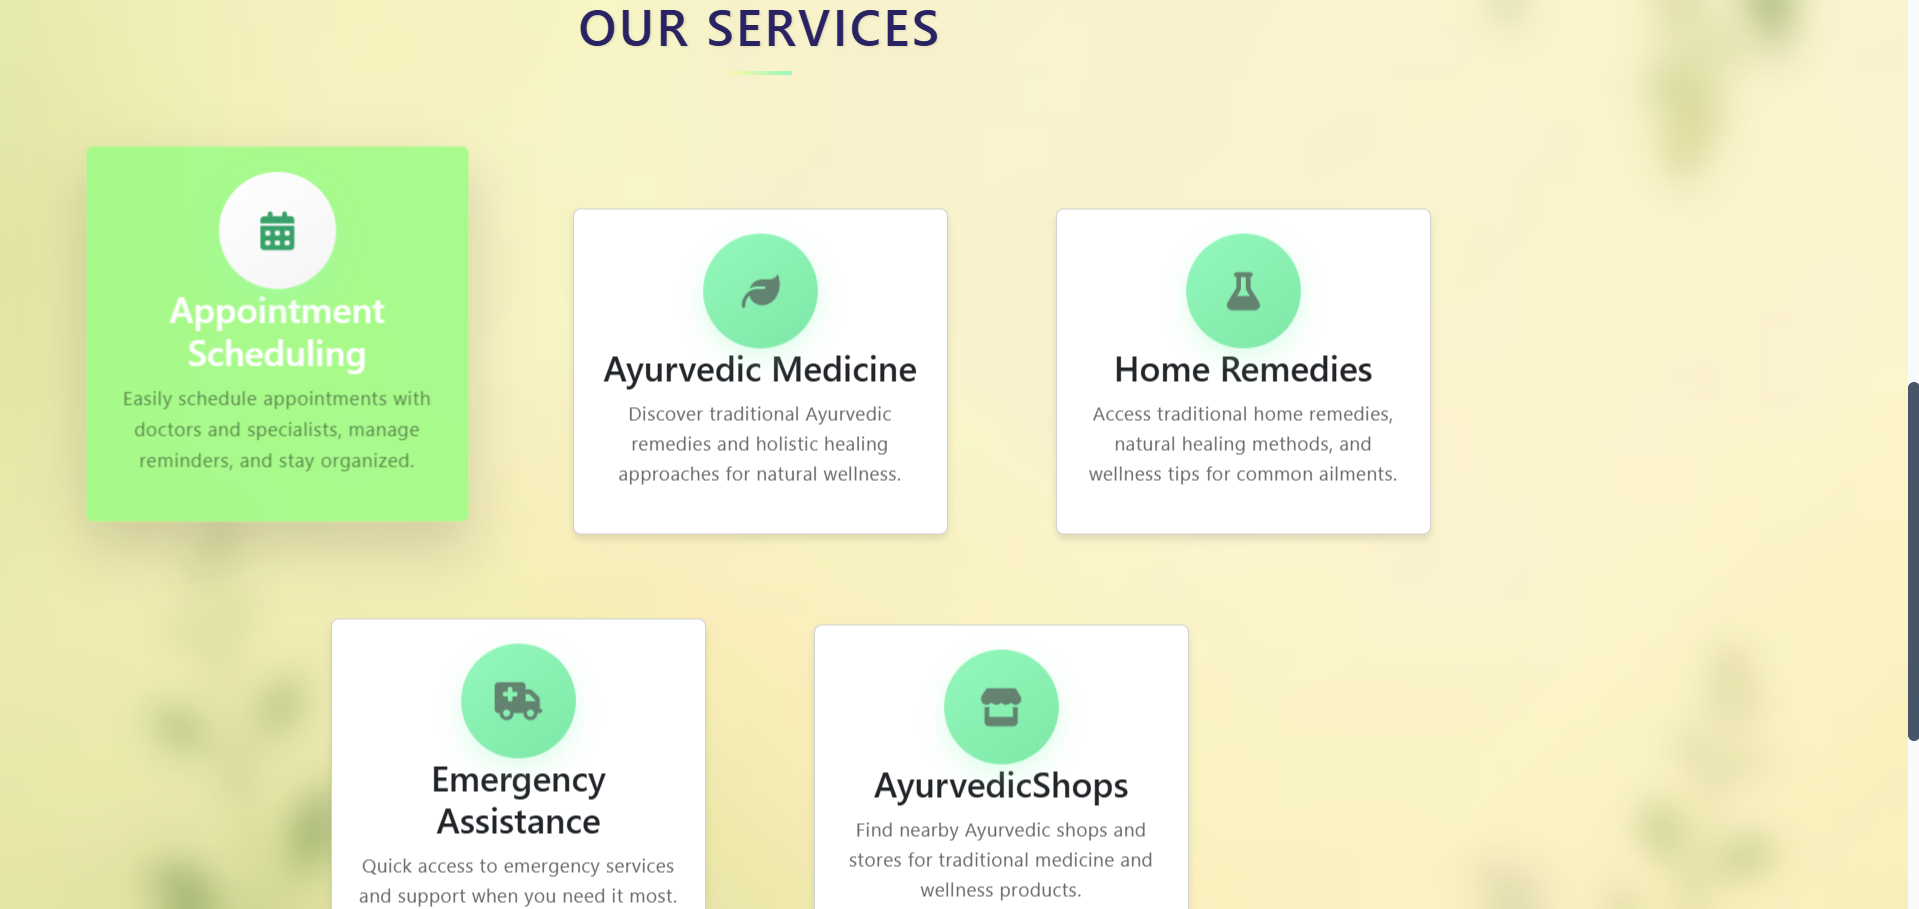 OUR SERVICES
Appointment
Scheduling
Easily schedule appointments with
doctors and specialists, manage
reminders, and stay organized.
Ayurvedic Medicine
Discover traditional Ayurvedic
remedies and holistic healing
approaches for natural wellness.
Home Remedies
Access traditional home remedies,
natural healing methods, and
wellness tips for common ailments.
Emergency
Assistance
Quick access to emergency services
and support when you need it most.
AyurvedicShops
Find nearby Ayurvedic shops and
stores for traditional medicine and
wellness products.